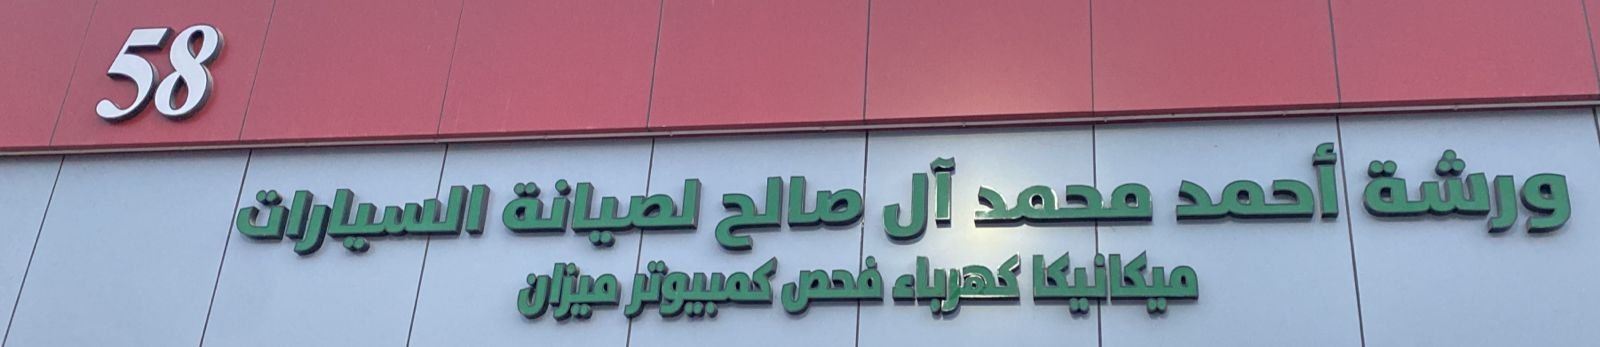 58
ورشة أحمد محمد آل صالح لصيانة السيارات
ميكانيكا كهرباء فحص كمبيوتر ميزان